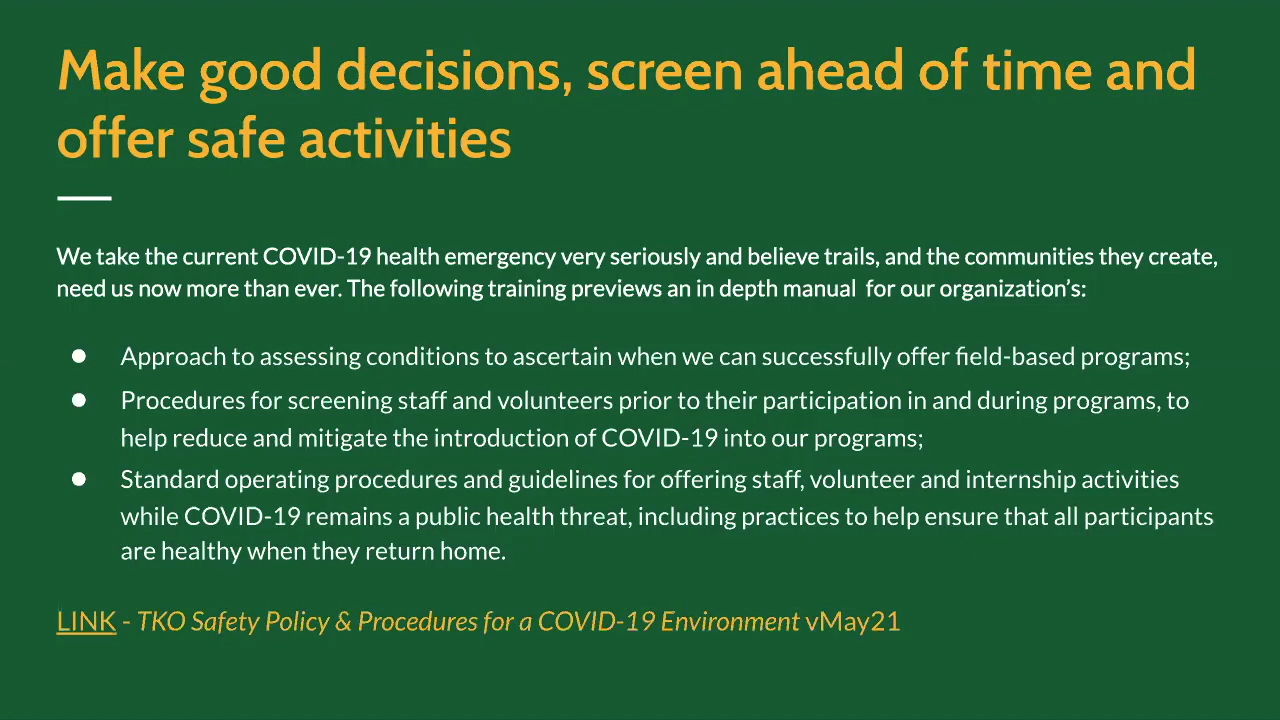 Make good decisions, screen ahead of time and
offer safe activities
We take the current COVID-19 health emergency very seriously and believe trails, and the communities they create,
need us now more than ever. The following training previews an in depth manual for our organization's:
● Approach to assessing conditions to ascertain when we can successfully offer field-based programs;
● Procedures for screening staff and volunteers prior to their participation in and during programs, to
help reduce and mitigate the introduction of COVID-19 into our programs;
● Standard operating procedures and guidelines for offering staff, volunteer and internship activities
while COVID-19 remains a public health threat, including practices to help ensure that all participants
are healthy when they return home.
LINK - TKO Safety Policy & Procedures for a COVID-19 Environment vMay21